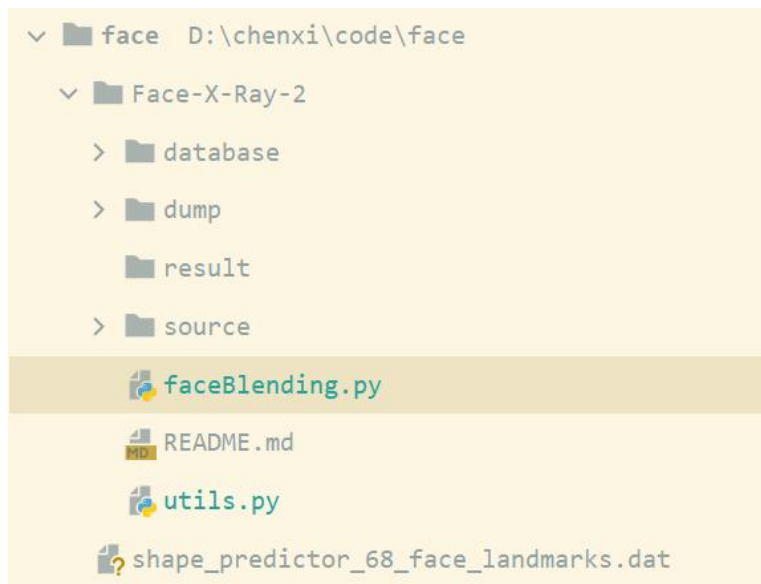 face D:\chenxi\code\face
Face-X-Ray-2
database
dump
result
source
faceBlending.py
MD README.md
utils.py
shape_predictor_68_face_landmarks.dat